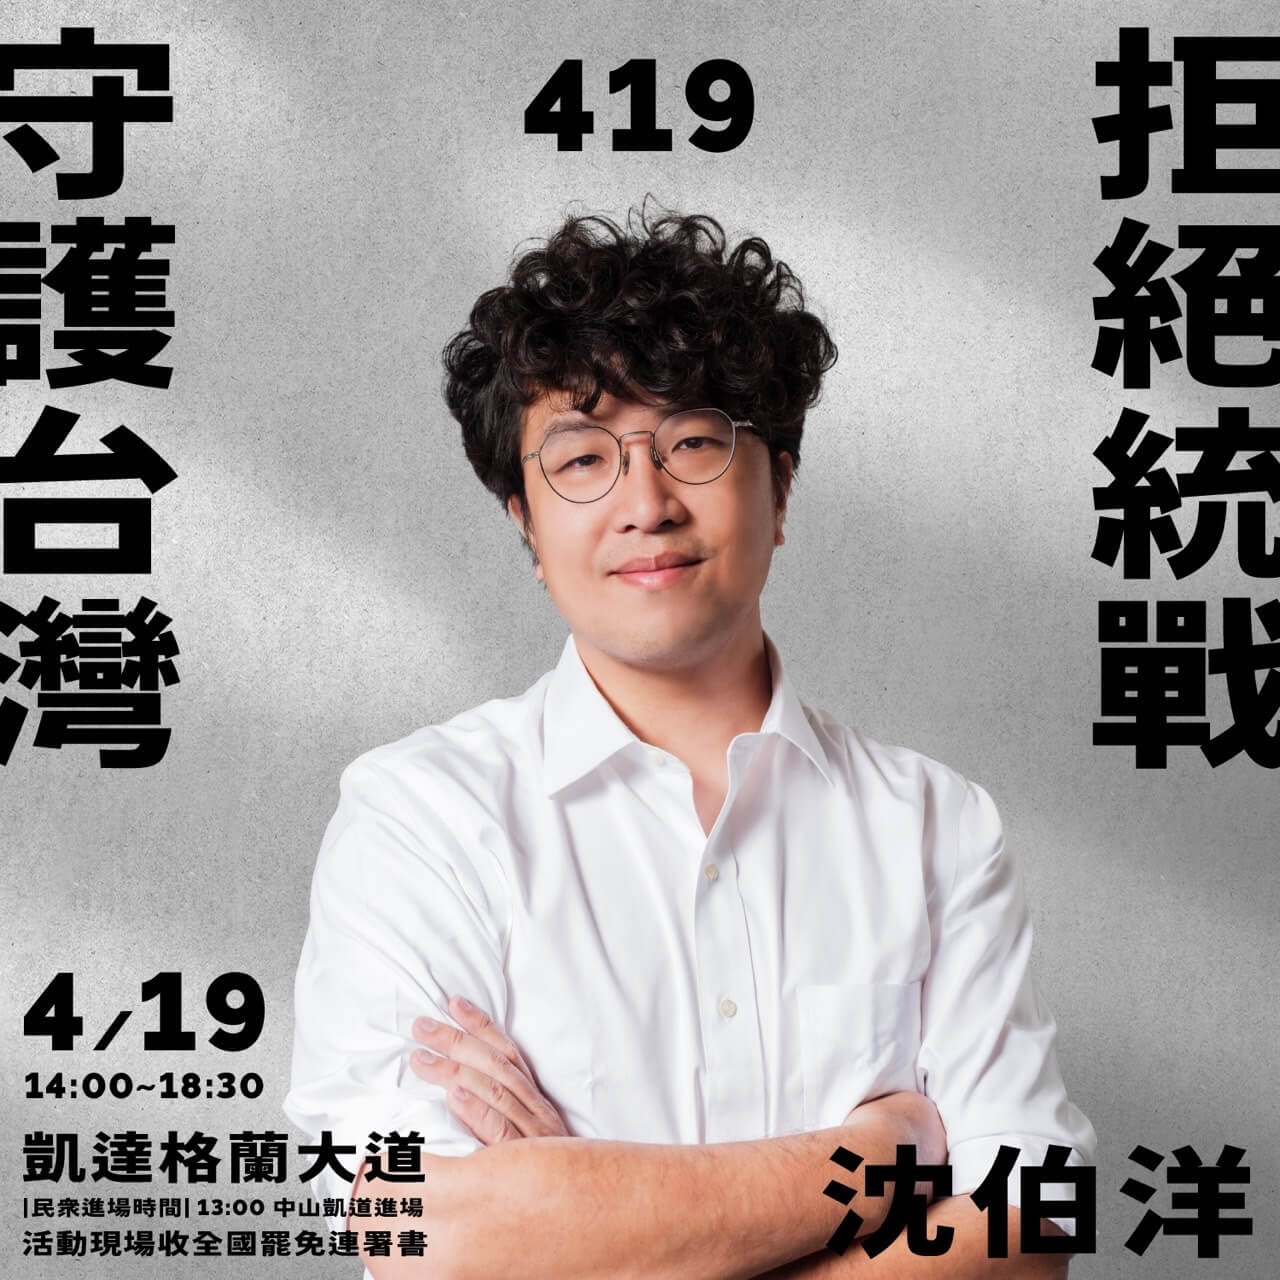 419
拒絕統戰
守護台灣
4/19
14:00~18:30
凱達格蘭大道
|民眾進場時間| 13:00 中山凱道進場
活動現場收全國罷免連署書
沈伯洋